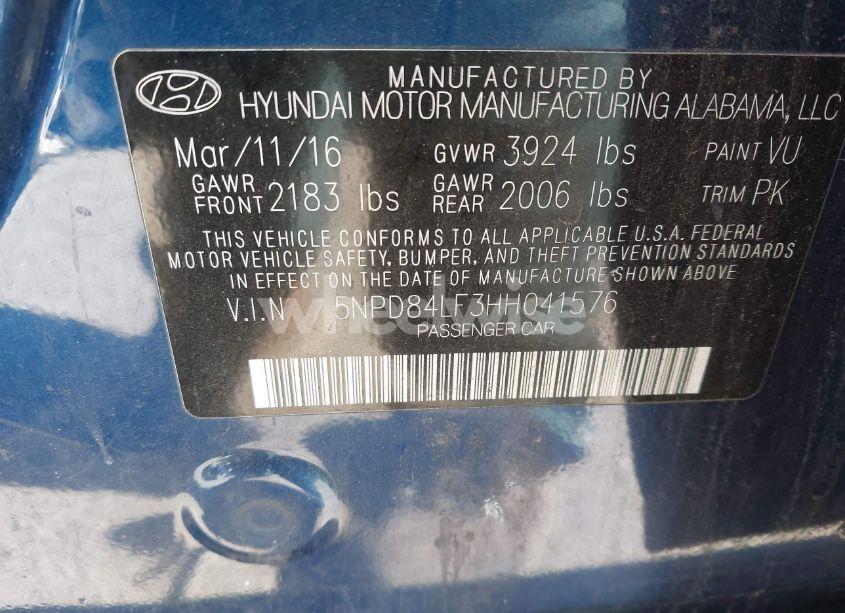 MANUFACTURED BY
HYUNDAI MOTOR MANUFACTURING ALABAMA, LLC
Mar/11/16 GVWR 3924 lbs PAINT VU
GAWR FRONT 2183 lbs GAWR REAR 2006 lbs TRIM PK
THIS VEHICLE CONFORMS TO ALL APPLICABLE U.S.A. FEDERAL
MOTOR VEHICLE SAFETY, BUMPER, AND THEFT PREVENTION STANDARDS
IN EFFECT ON THE DATE OF MANUFACTURE SHOWN ABOVE
V.I.N 5NPD84LF3HH041576
wheelwise
PASSENGER CAR